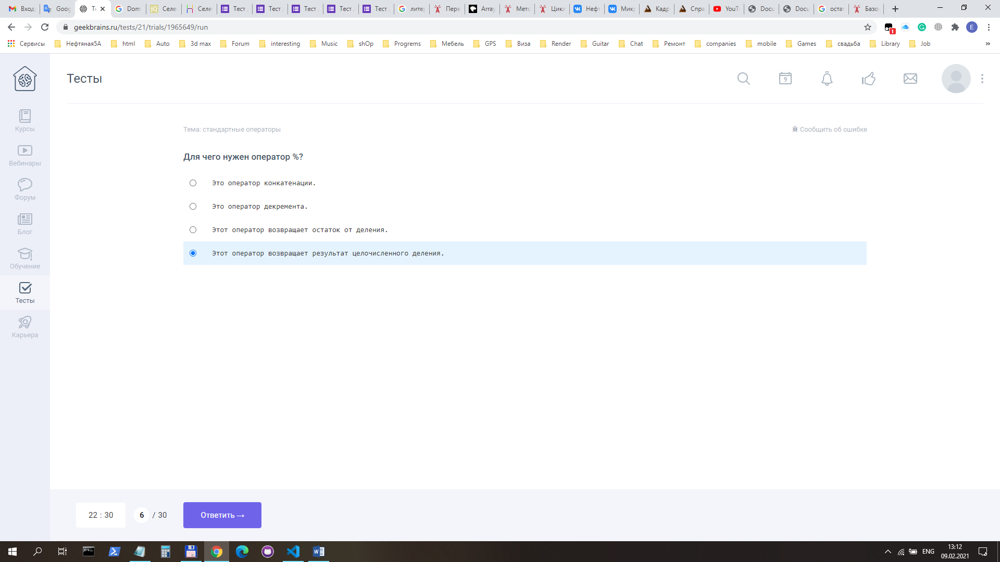 Вход
Goog
Те
Dom
Селе
Селе
Тест
Тест
Тест
Тест
Тест
литер
Пере
Array
Мето
Цикл
Нефт
Мик
Кадр
Спра
YouT
Docu
Docu
остат
Базо
geekbrains.ru/tests/21/trials/1965649/run
1
E
Сервисы
Нефтяная5А
html
Auto
3d max
Forum
interesting
Music
shOp
Progrems
Мебель
GPS
Виза
Render
Guitar
Chat
Ремонт
companies
mobile
Games
свадьба
Library
Job
»
Тесты
9
Курсы
Вебинары
Форум
Блог
Обучение
Тесты
Карьера
Тема: стандартные операторы
Сообщить об ошибке
Для чего нужен оператор %?
Это оператор конкатенации.
Это оператор декремента.
Этот оператор возвращает остаток от деления.
Этот оператор возвращает результат целочисленного деления.
22 : 30
6 / 30
Ответить →
ENG
13:12
09.02.2021